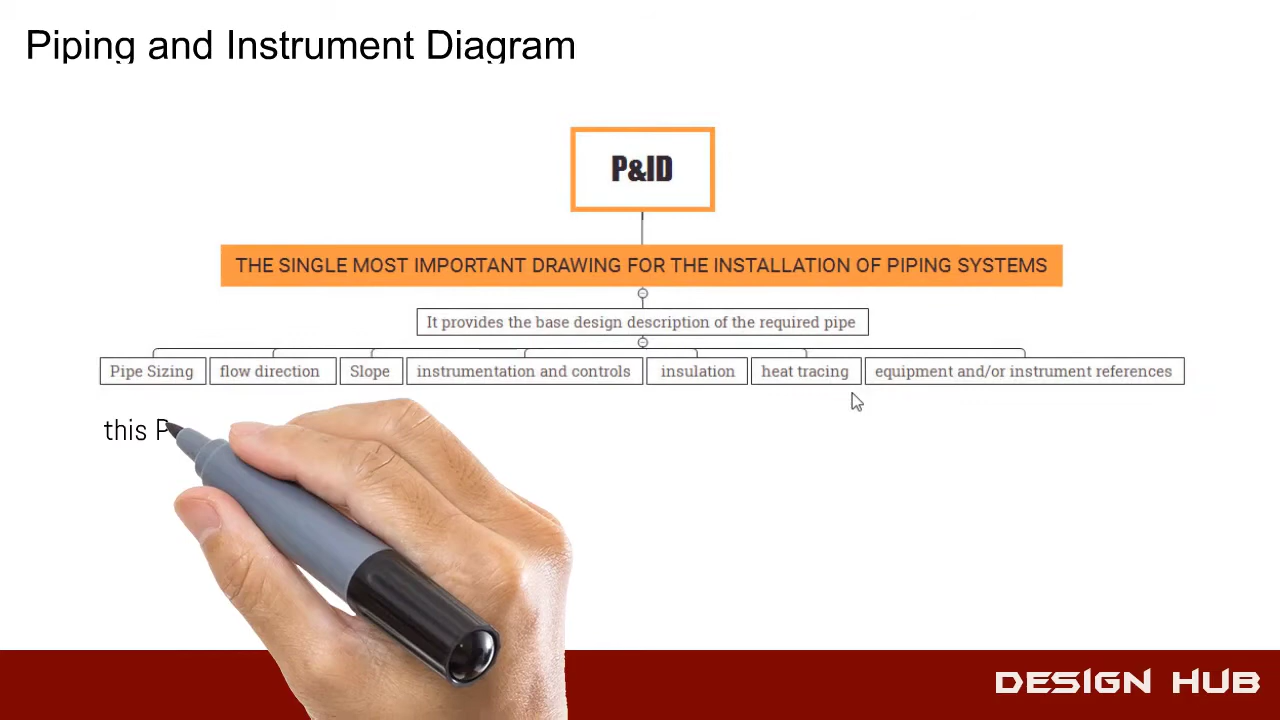 Piping and Instrument Diagram
P&ID
THE SINGLE MOST IMPORTANT DRAWING FOR THE INSTALLATION OF PIPING SYSTEMS
It provides the base design description of the required pipe
Pipe Sizing flow direction Slope instrumentation and controls insulation heat tracing equipment and/or instrument references
this P
DESIGN HUB